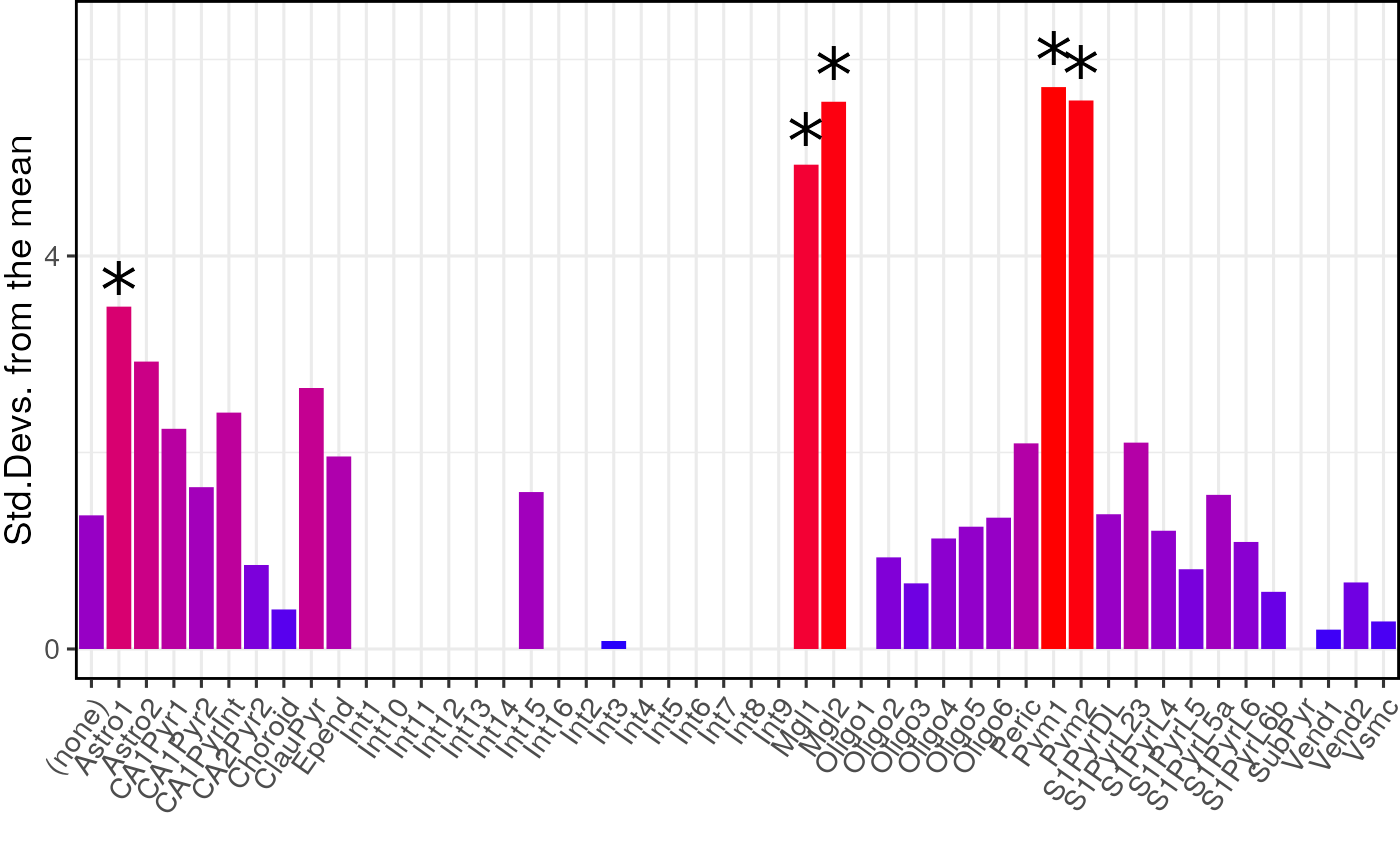 Std.Devs. from the mean
4
0
*
*
*
*
*
(none)
Astro1
Astro2
CA1Pyr1
CA1Pyr2
CA1PyrInt
CA2Pyr2
Choroid
ClauPyr
Epend
Int1
Int10
Int11
Int12
Int13
Int14
Int15
Int16
Int2
Int3
Int4
Int5
Int6
Int7
Int8
Int9
Mgl1
Mgl2
Oligo1
Oligo2
Oligo3
Oligo4
Oligo5
Oligo6
Peric
Pvm1
Pvm2
S1PyrDL
S1PyrL23
S1PyrL4
S1PyrL5
S1PyrL5a
S1PyrL6
S1PyrL6b
SubPyr
Vend1
Vend2
Vsmc